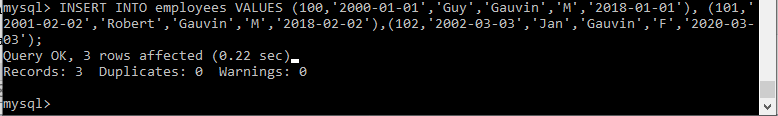 mysql> INSERT INTO employees VALUES (100,'2000-01-01','Guy','Gauvin','M','2018-01-01'), (101,'
2001-02-02','Robert','Gauvin','M','2018-02-02'),(102,'2002-03-03','Jan','Gauvin','F','2020-03-
03');
Query OK, 3 rows affected (0.22 sec)
Records: 3  Duplicates: 0  Warnings: 0
mysql>